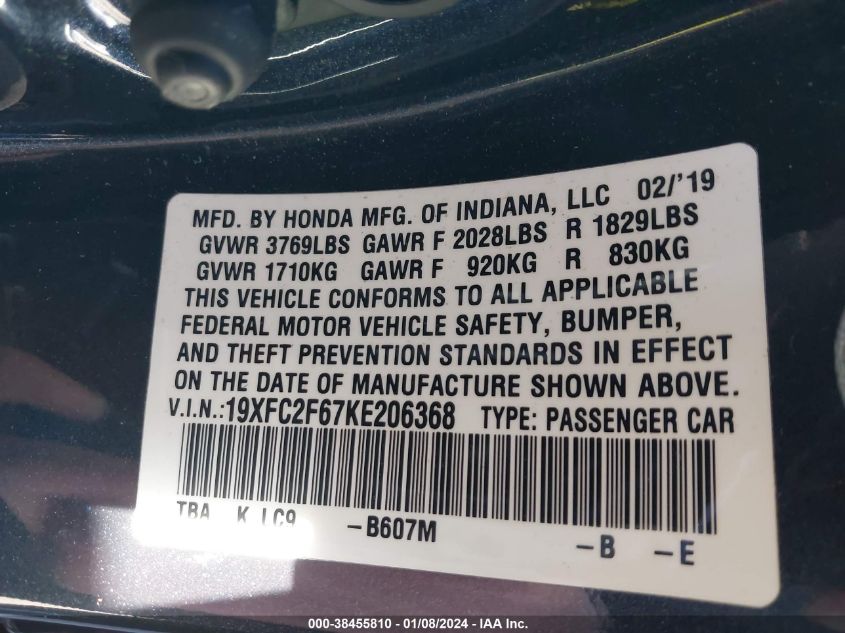 MFD. BY HONDA MFG. OF INDIANA, LLC 02/'19
GVWR 3769LBS GAWR F 2028LBS R 1829LBS
GVWR 1710KG GAWR F 920KG R 830KG
THIS VEHICLE CONFORMS TO ALL APPLICABLE
FEDERAL MOTOR VEHICLE SAFETY, BUMPER,
AND THEFT PREVENTION STANDARDS IN EFFECT
ON THE DATE OF MANUFACTURE SHOWN ABOVE.
V.I.N.:19XFC2F67KE206368 TYPE: PASSENGER CAR
TBA K LC9 -B607M -B -E
000-38455810 - 01/08/2024 - IAA Inc.